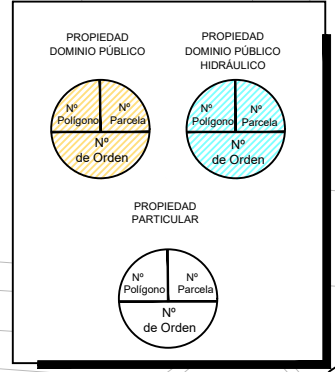 PROPIEDAD
DOMINIO PÚBLICO
Nº
Polígono
Nº
Parcela
Nº
de Orden
PROPIEDAD
DOMINIO PÚBLICO
HIDRÁULICO
Nº
Polígono
Nº
Parcela
Nº
de Orden
PROPIEDAD
PARTICULAR
Nº
Polígono
Nº
Parcela
Nº
de Orden